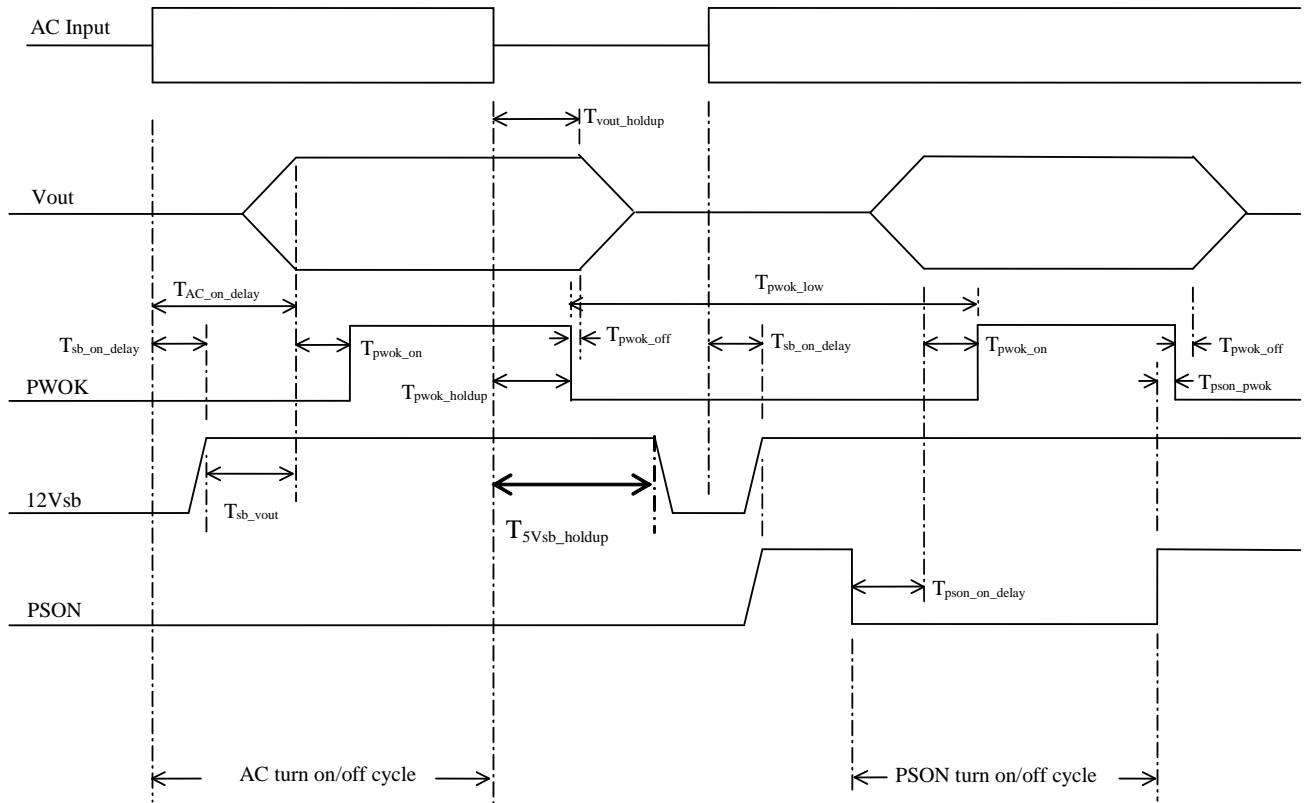 AC Input
Tvout_holdup
Vout
TAC_on_delay
Tpwok_low
Tsb_on_delay
Tpwok_on
Tpwok_off
Tsb_on_delay
Tpwok_on
Tpwok_off
PWOK
Tpwok_holdup
Tpson_pwok
12Vsb
Tsb_vout
T5Vsb_holdup
PSON
Tpson_on_delay
AC turn on/off cycle
PSON turn on/off cycle